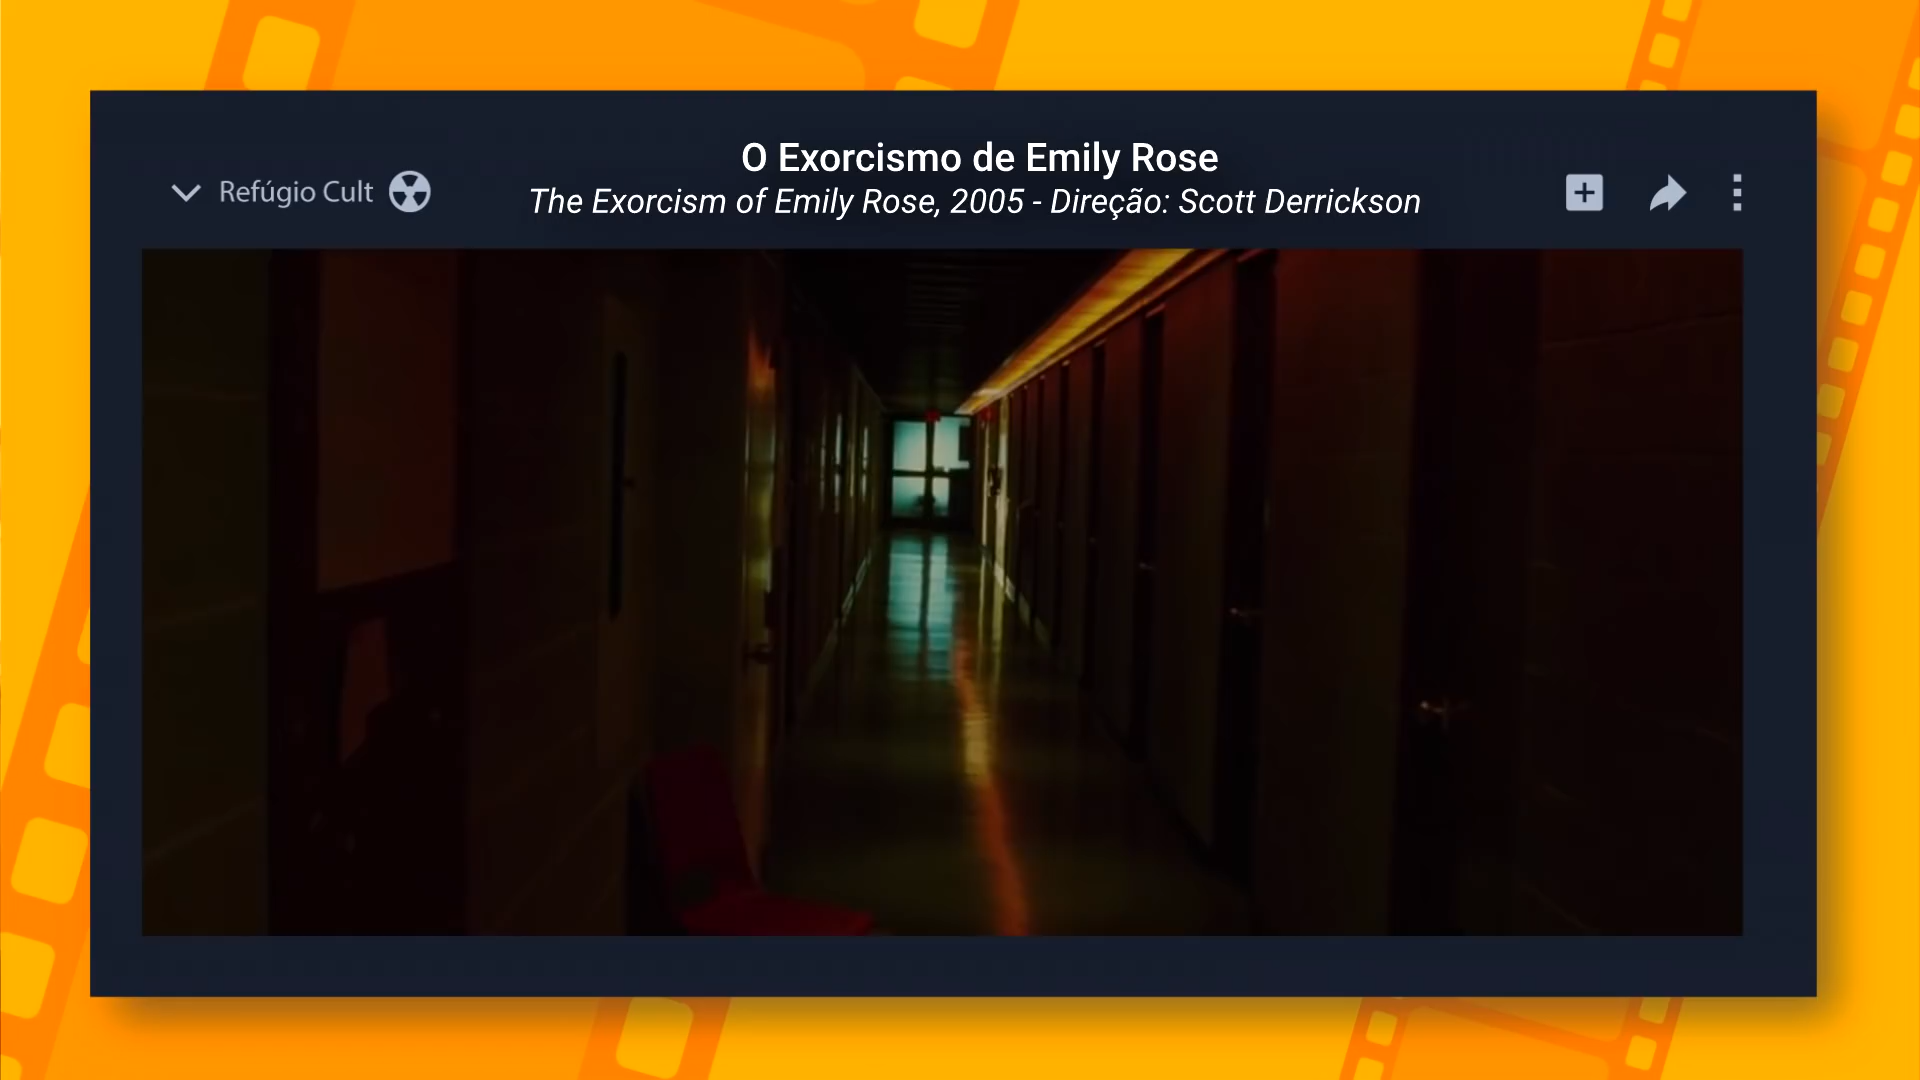 O Exorcismo de Emily Rose
Refúgio Cult
The Exorcism of Emily Rose, 2005 - Direção: Scott Derrickson